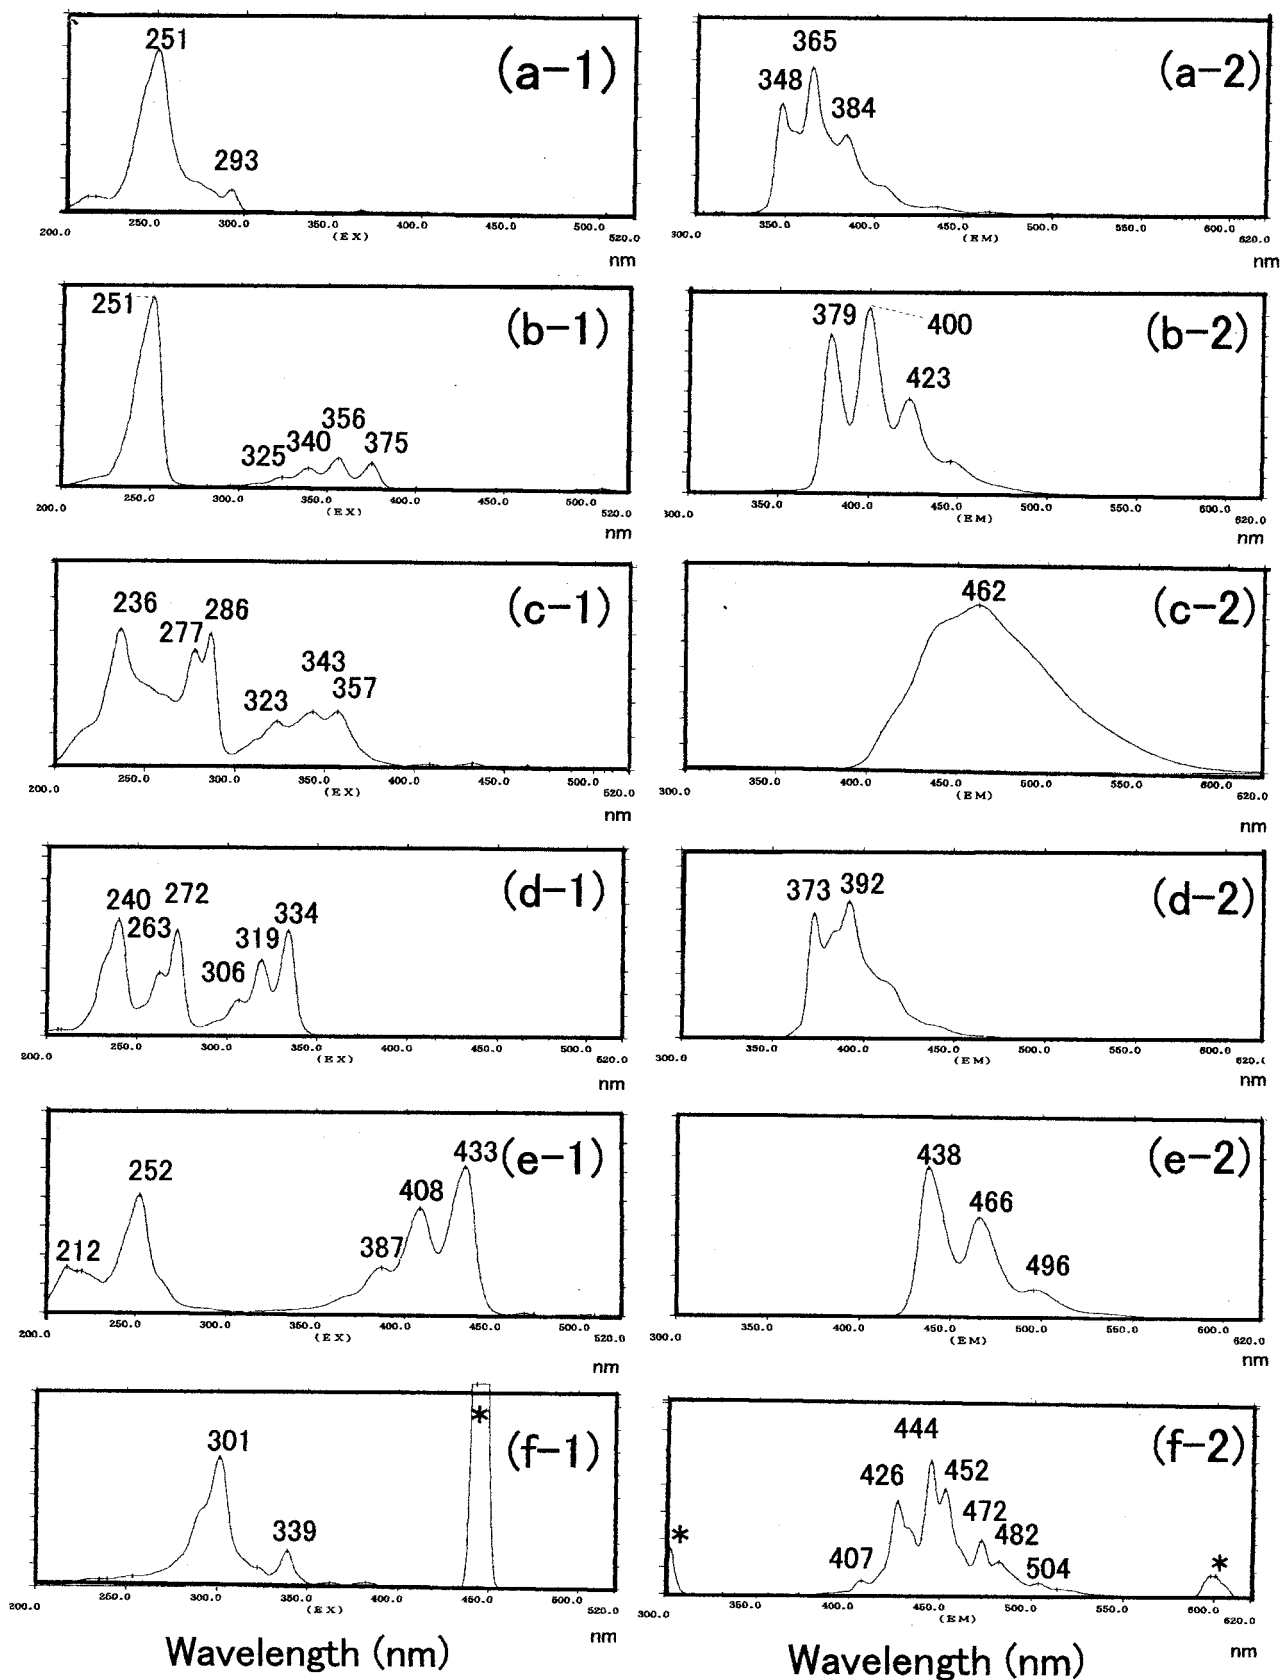 251
293
(a-1)
200.0 250.0 300.0 350.0 400.0 450.0 500.0 520.0
(EX)
nm
348 365 384
(a-2)
300.0 350.0 400.0 450.0 500.0 550.0 600.0 620.0
(EM)
nm
251
325 340 356 375
(b-1)
200.0 250.0 300.0 350.0 400.0 450.0 500.0 520.0
(EX)
nm
379 400 423
(b-2)
300.0 350.0 400.0 450.0 500.0 550.0 600.0 620.0
(EM)
nm
236 277 286
323 343 357
(c-1)
200.0 250.0 300.0 350.0 400.0 450.0 500.0 520.0
(EX)
nm
462
(c-2)
300.0 350.0 400.0 450.0 500.0 550.0 600.0 620.0
(EM)
nm
240 263 272
306 319 334
(d-1)
200.0 250.0 300.0 350.0 400.0 450.0 500.0 520.0
(EX)
nm
373 392
(d-2)
300.0 350.0 400.0 450.0 500.0 550.0 600.0 620.(
(EM)
nm
212 252
387 408 433
(e-1)
200.0 250.0 300.0 350.0 400.0 450.0 500.0 520.0
(EX)
nm
438 466 496
(e-2)
300.0 350.0 400.0 450.0 500.0 550.0 600.0 620.0
(EM)
nm
301
339
*
(f-1)
200.0 250.0 300.0 350.0 400.0 450.0 500.0 520.0
(EX)
nm
*
407 426 444 452 472 482 504
*
(f-2)
300.0 350.0 400.0 450.0 500.0 550.0 600.0 620.0
(EM)
nm
Wavelength (nm)
Wavelength (nm)